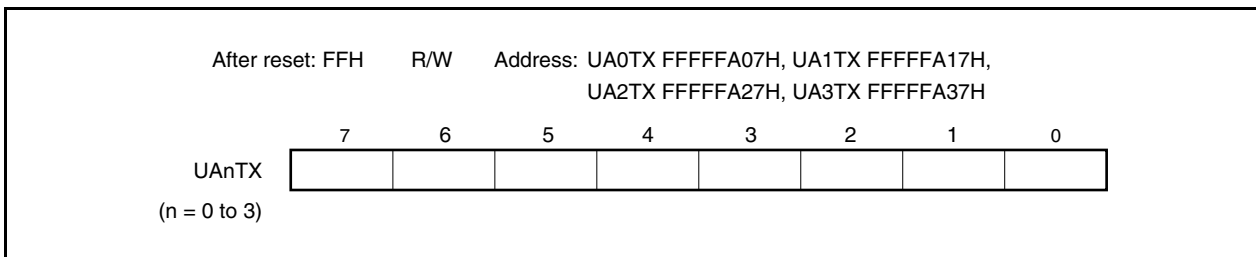 After reset: FFH R/W Address: UA0TX FFFFFA07H, UA1TX FFFFFA17H,
UA2TX FFFFFA27H, UA3TX FFFFFA37H
7 6 5 4 3 2 1 0
UAnTX
(n = 0 to 3)